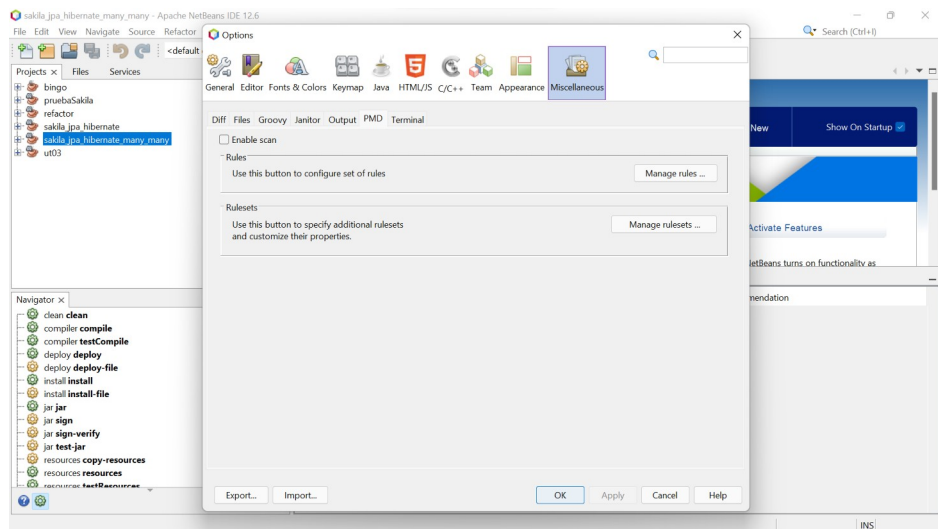 sakila_jpa_hibernate_many_many - Apache NetBeans IDE 12.6
File Edit View Navigate Source Refactor
Search (Ctrl+I)
<default
Projects Files Services
bingo
pruebaSakila
refactor
sakila_jpa_hibernate
sakila_jpa_hibernate_many_many
ut03
Navigator
clean clean
compiler compile
compiler testCompile
deploy deploy
deploy deploy-file
install install
install install-file
jar jar
jar sign
jar sign-verify
jar test-jar
resources copy-resources
resources resources
resources testResources
Options
General Editor Fonts & Colors Keymap Java HTML/JS C/C++ Team Appearance Miscellaneous
Diff Files Groovy Janitor Output PMD Terminal
Enable scan
Rules
Use this button to configure set of rules
Manage rules ...
Rulesets
Use this button to specify additional rulesets
and customize their properties.
Manage rulesets ...
Export... Import... OK Apply Cancel Help
New
Show On Startup
Activate Features
NetBeans turns on functionality as
mendation
INS